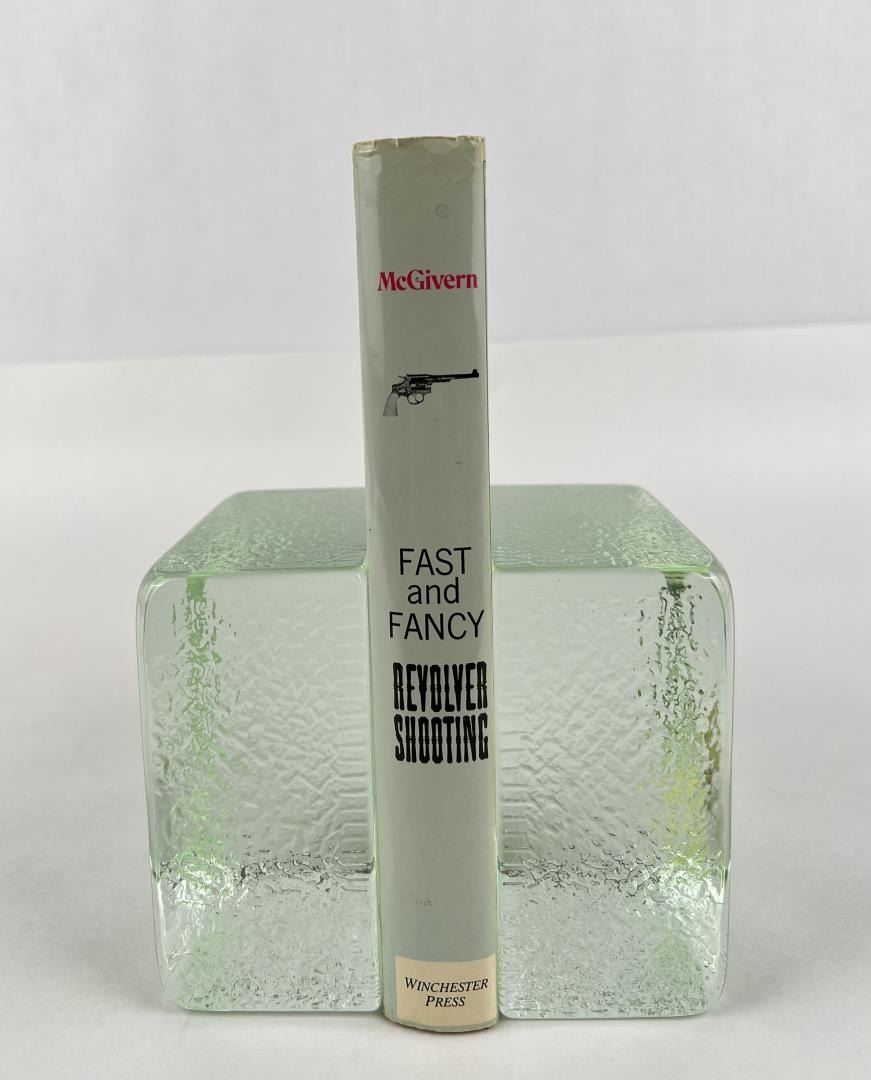 McGivern
FAST
and
FANCY
REVOLVER
SHOOTING
WINCHESTER
PRESS